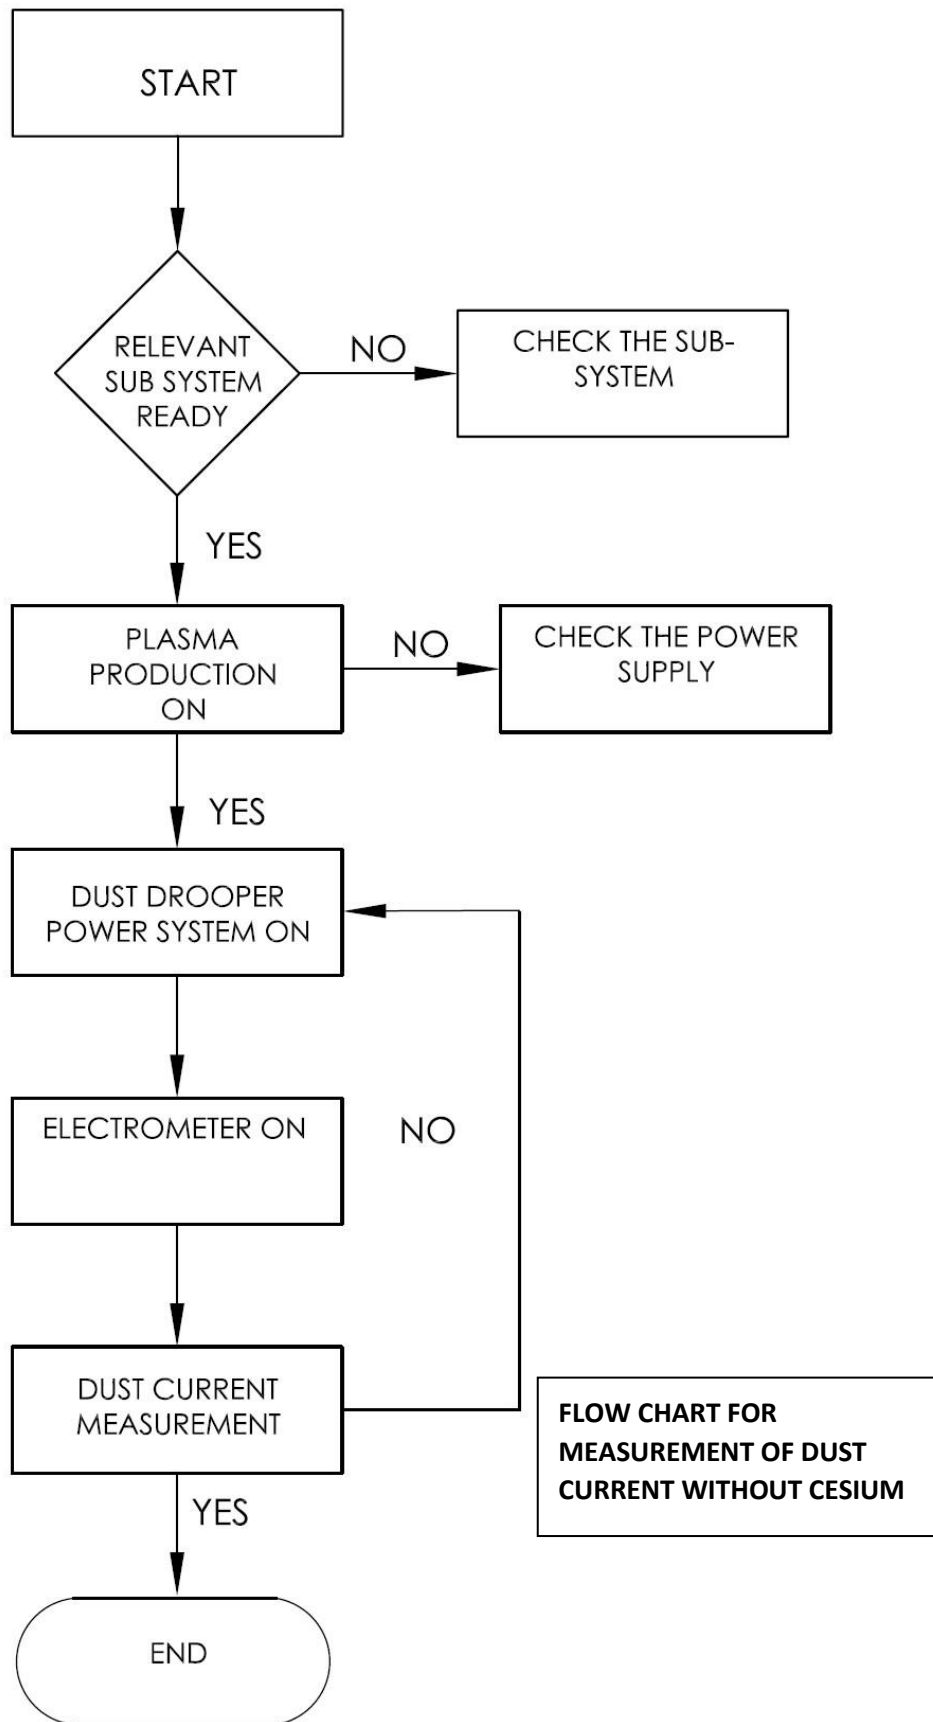 START
RELEVANT
SUB SYSTEM
READY
NO
CHECK THE SUB-
SYSTEM
YES
PLASMA
PRODUCTION
ON
NO
CHECK THE POWER
SUPPLY
YES
DUST DROOPER
POWER SYSTEM ON
ELECTROMETER ON
NO
DUST CURRENT
MEASUREMENT
FLOW CHART FOR
MEASUREMENT OF DUST
CURRENT WITHOUT CESIUM
YES
END